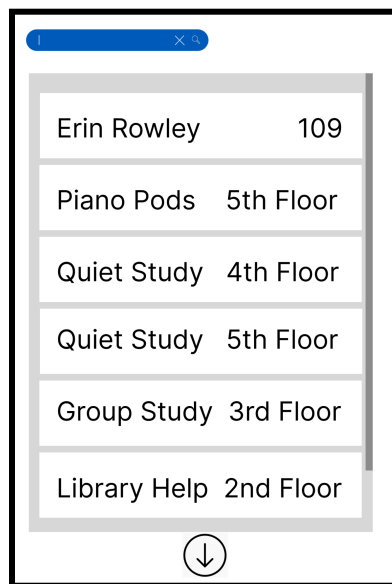 Erin Rowley 109
Piano Pods 5th Floor
Quiet Study 4th Floor
Quiet Study 5th Floor
Group Study 3rd Floor
Library Help 2nd Floor